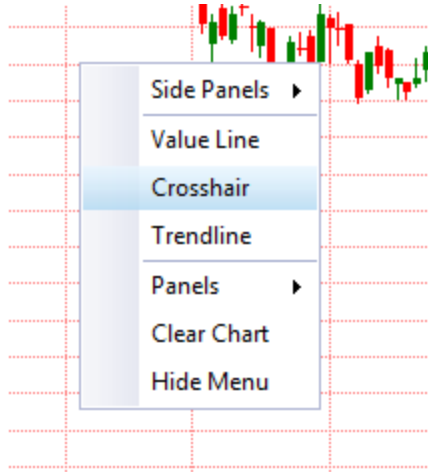 Side Panels
Value Line
Crosshair
Trendline
Panels
Clear Chart
Hide Menu